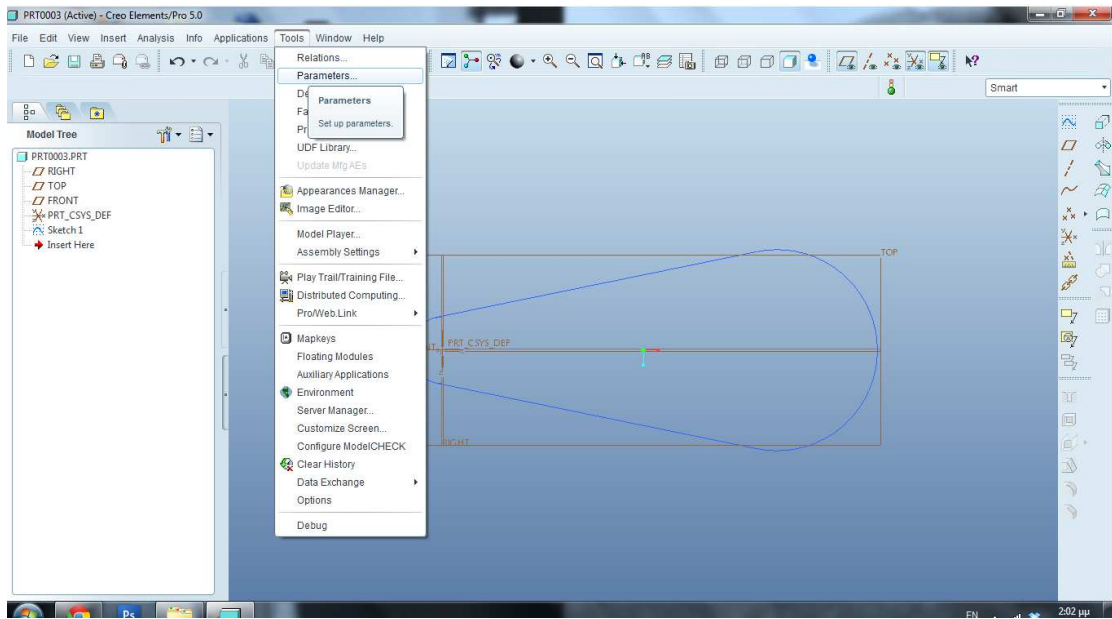 PRT0003 (Active) - Creo Elements/Pro 5.0
File Edit View Insert Analysis Info Applications Tools Window Help
Smart
Model Tree
PRT0003.PRT
RIGHT
TOP
FRONT
PRT_CSYS_DEF
Sketch 1
Insert Here
Relations...
Parameters...
Parameters
Set up parameters.
UDF Library...
Update Mfg AEs
Appearances Manager...
Image Editor...
Model Player...
Assembly Settings
Play Trail/Training File...
Distributed Computing...
Pro/Web.Link
Mapkeys
Floating Modules
Auxiliary Applications
Environment
Server Manager...
Customize Screen...
Configure ModelCHECK
Clear History
Data Exchange
Options
Debug
TOP
PRT_CSYS_DEF
RIGHT
Ps
EN
2:02 μμ